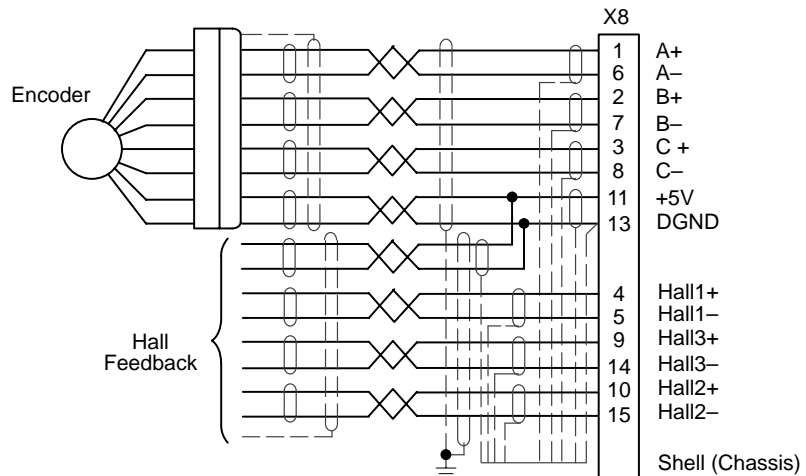 X8
1 A+
6 A–
Encoder
2 B+
7 B–
3 C +
8 C–
11 +5V
13 DGND
4 Hall1+
5 Hall1–
9 Hall3+
Hall
Feedback
14 Hall3–
10 Hall2+
15 Hall2–
Shell (Chassis)